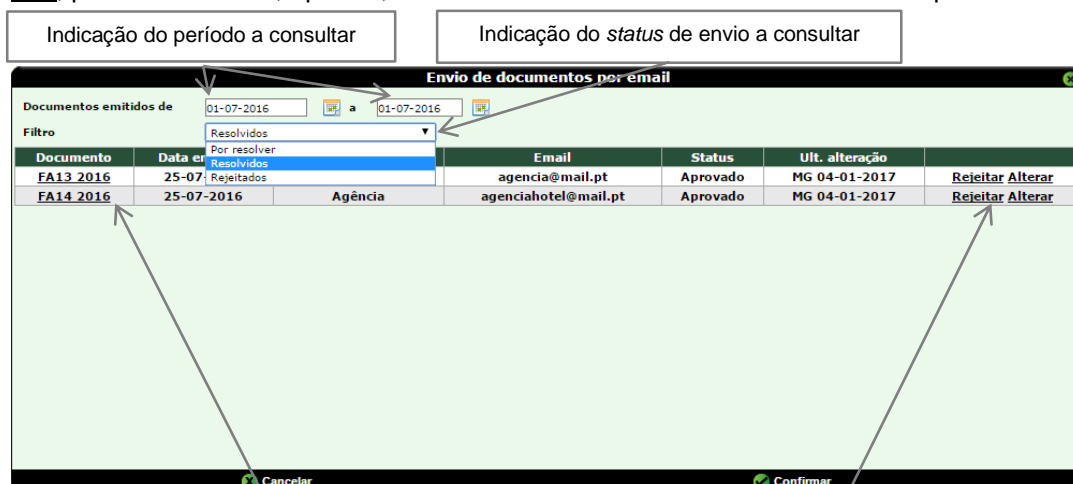 Indicação do período a consultar
Indicação do status de envio a consultar
Envio de documentos por email
Documentos emitidos de 01-07-2016 a 01-07-2016
Filtro Resolvidos
Por resolver
Resolvidos
Rejeitados
Documento Data Email Status Ult. alteração
FA13 2016 25-07- agencia@mail.pt Aprovado MG 04-01-2017 Rejeitar Alterar
FA14 2016 25-07-2016 Agência agenciahotel@mail.pt Aprovado MG 04-01-2017 Rejeitar Alterar
Cancelar Confirmar